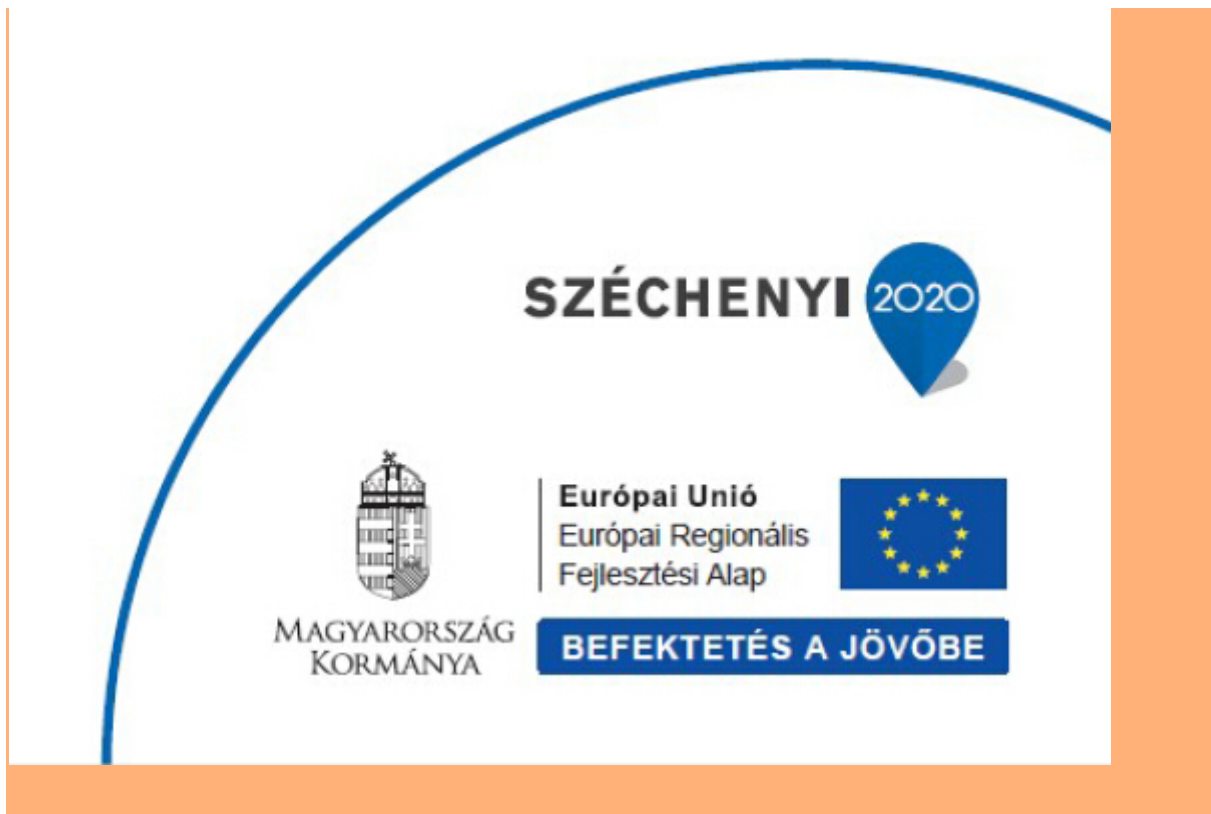 SZÉCHENYI 2020
Európai Unió
Európai Regionális
Fejlesztési Alap
MAGYARORSZÁG
KORMÁNYA
BEFEKTETÉS A JÖVŐBE